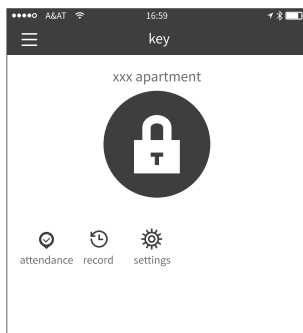 A&AT 16:59
key
xxx apartment
T
attendance record settings